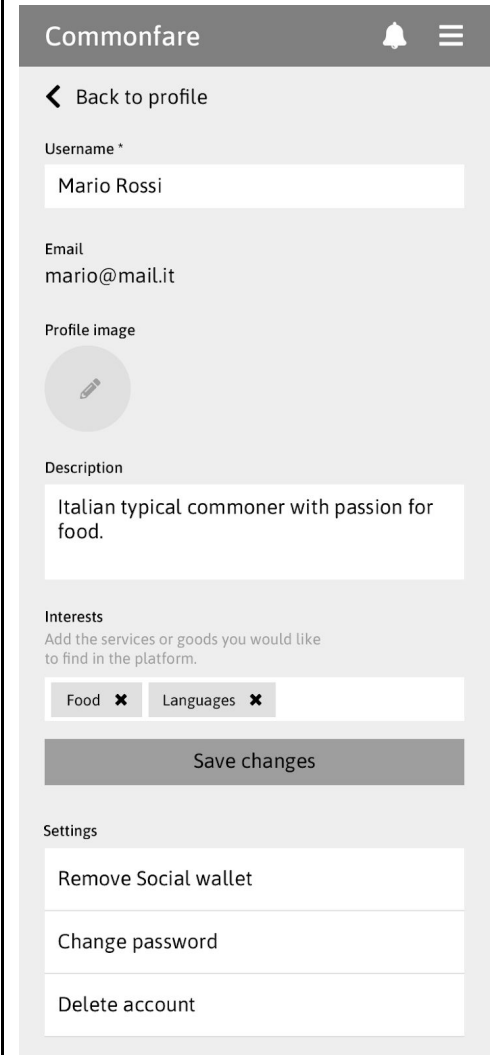 Commonfare
Back to profile
Username *
Mario Rossi
Email
mario@mail.it
Profile image
Description
Italian typical commoner with passion for
food.
Interests
Add the services or goods you would like
to find in the platform.
Food ✖ Languages ✖
Save changes
Settings
Remove Social wallet
Change password
Delete account